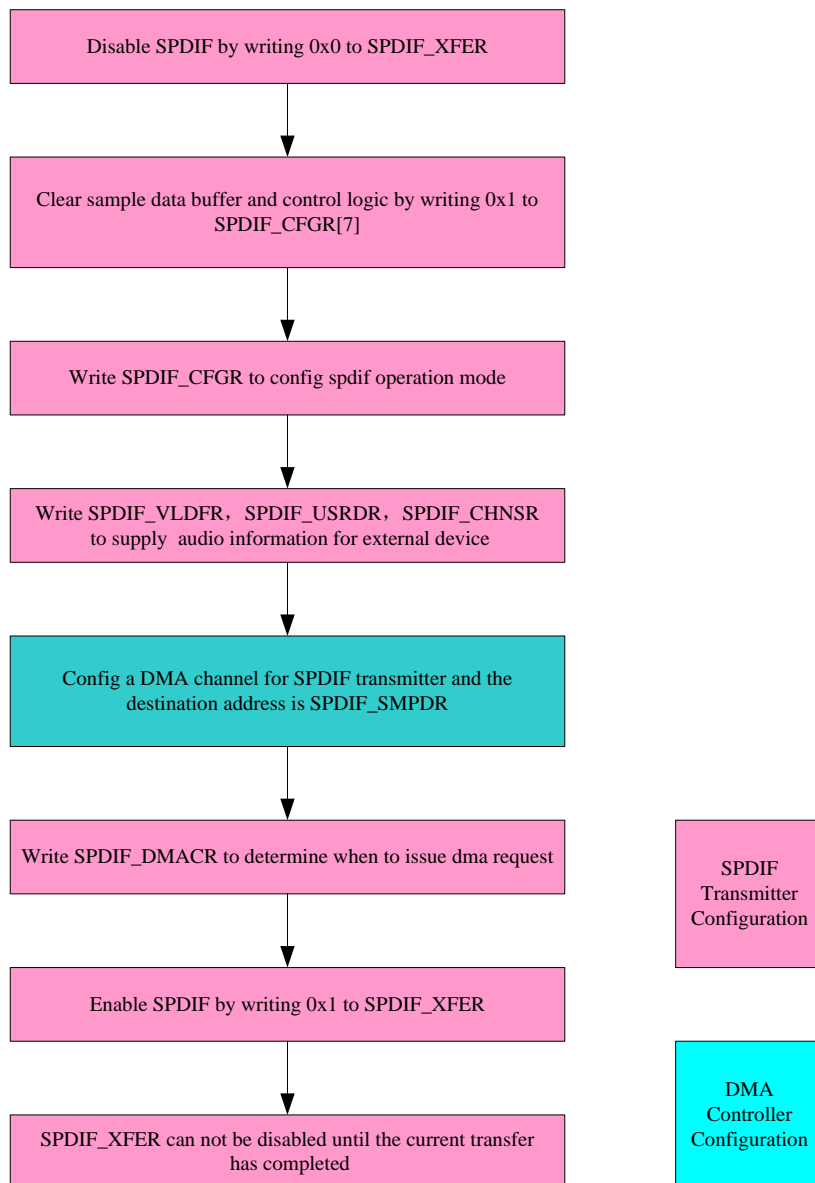 Disable SPDIF by writing 0x0 to SPDIF_XFER
Clear sample data buffer and control logic by writing 0x1 to
SPDIF_CFGR[7]
Write SPDIF_CFGR to config spdif operation mode
Write SPDIF_VLDFR，SPDIF_USRDR，SPDIF_CHNSR
to supply  audio information for external device
Config a DMA channel for SPDIF transmitter and the
destination address is SPDIF_SMPDR
Write SPDIF_DMACR to determine when to issue dma request
Enable SPDIF by writing 0x1 to SPDIF_XFER
SPDIF_XFER can not be disabled until the current transfer
has completed
SPDIF
Transmitter
Configuration
DMA
Controller
Configuration